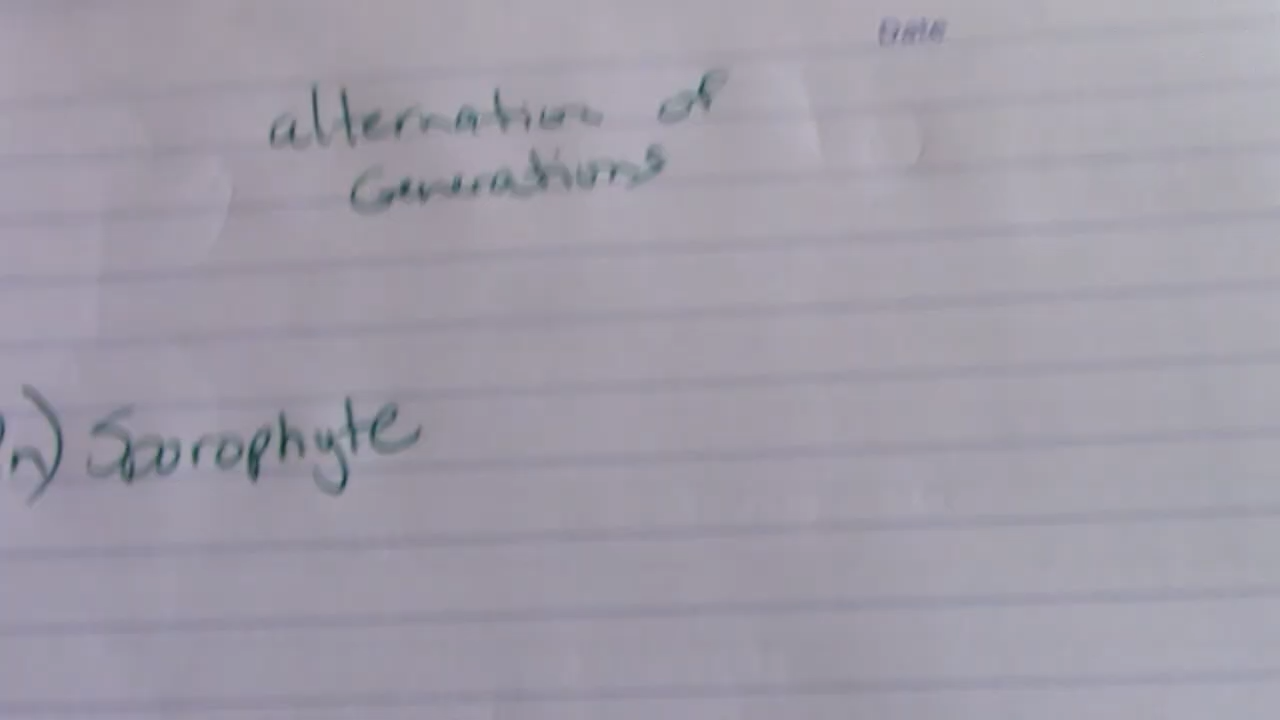 Date
alternation of
Generations
n) Sporophyte